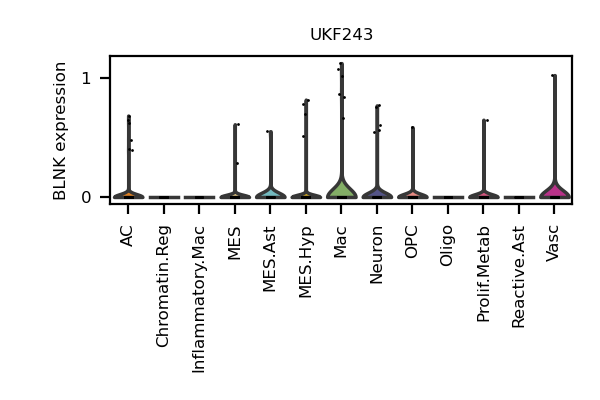 UKF243
BLNK expression
1
0
AC
Chromatin.Reg
Inflammatory.Mac
MES
MES.Ast
MES.Hyp
Mac
Neuron
OPC
Oligo
Prolif.Metab
Reactive.Ast
Vasc